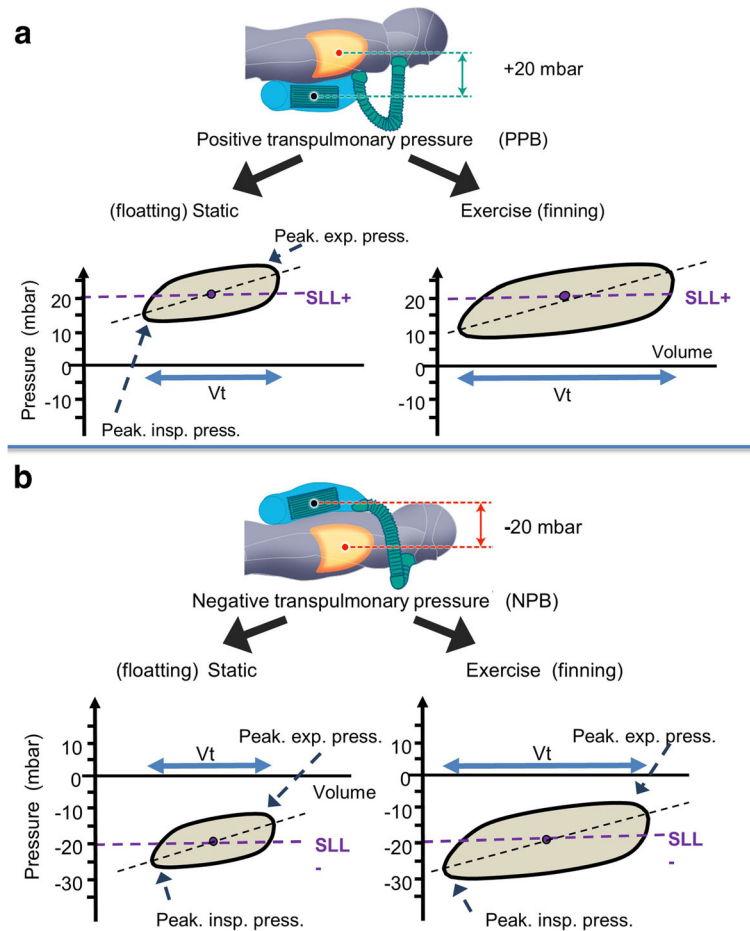 a
+20 mbar
Positive transpulmonary pressure (PPB)
(floatting) Static
Exercise (finning)
Peak. exp. press.
Pressure (mbar)
20
10
0
-10
SLL+
Vt
Peak. insp. press.
20
10
0
-10
SLL+
Volume
Vt
b
-20 mbar
Negative transpulmonary pressure (NPB)
(floatting) Static
Exercise (finning)
Pressure (mbar)
10
0
-10
-20
-30
Vt
Peak. exp. press.
Volume
SLL
-
Peak. insp. press.
10
0
-10
-20
-30
Vt
Peak. exp. press.
SLL
-
Peak. insp. press.